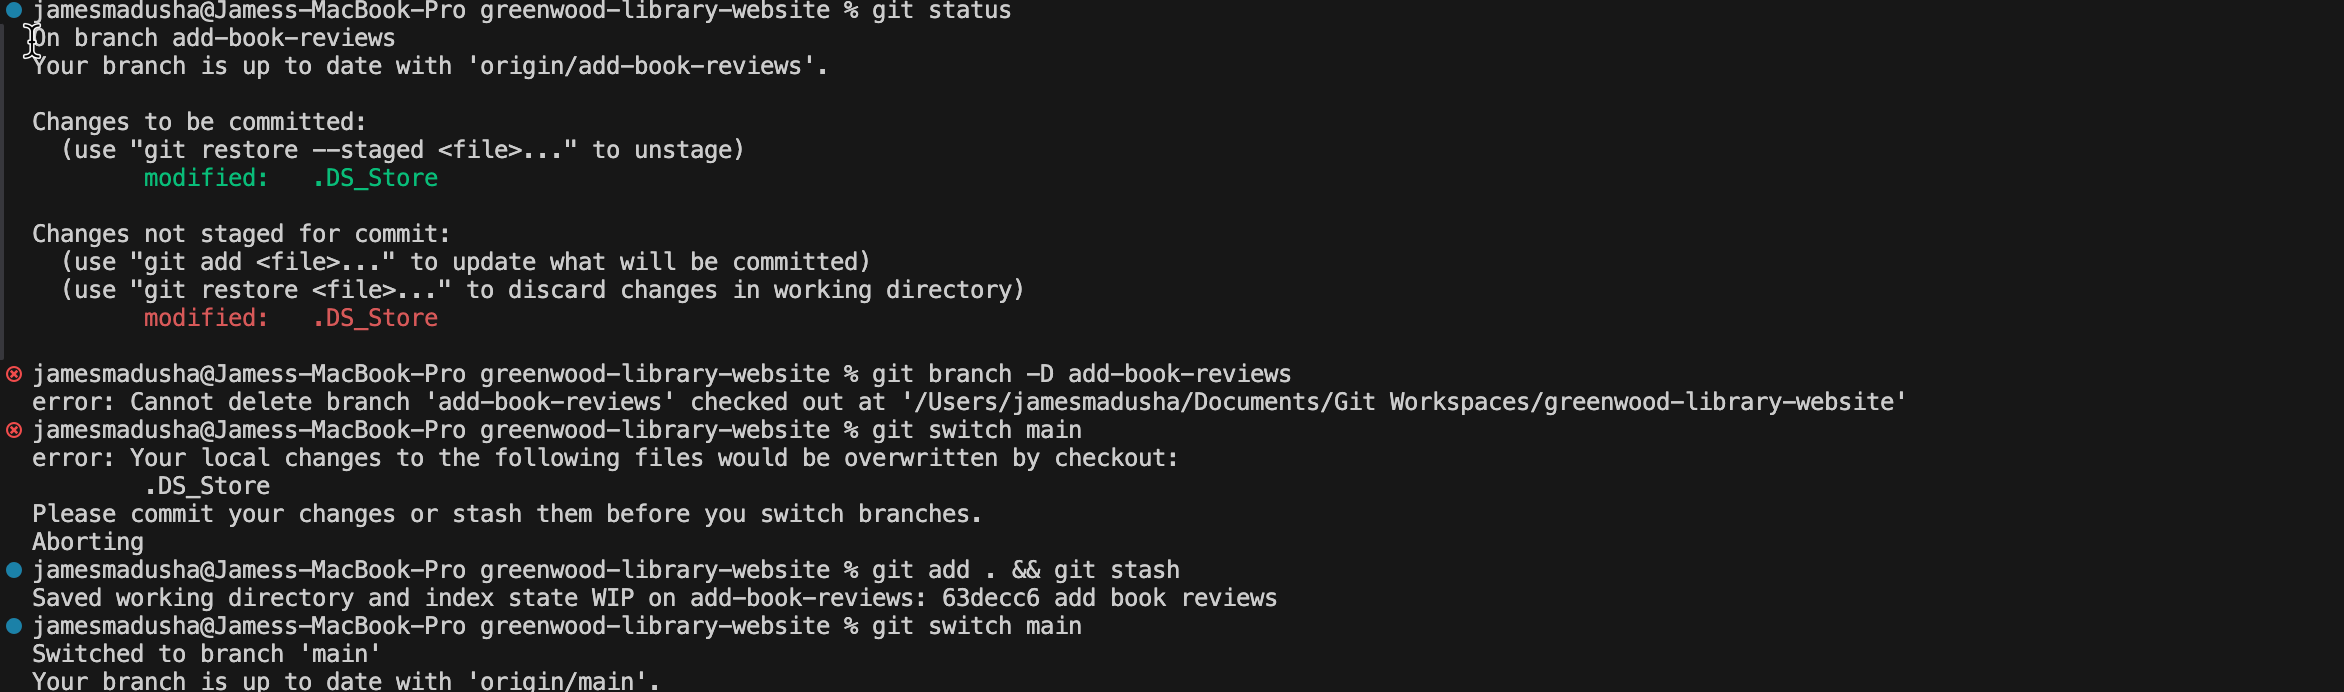 jamesmadusha@Jamess-MacBook-Pro greenwood-library-website % git status
On branch add-book-reviews
Your branch is up to date with 'origin/add-book-reviews'.
Changes to be committed:
  (use "git restore --staged <file>..." to unstage)
        modified:   .DS_Store
Changes not staged for commit:
  (use "git add <file>..." to update what will be committed)
  (use "git restore <file>..." to discard changes in working directory)
        modified:   .DS_Store
jamesmadusha@Jamess-MacBook-Pro greenwood-library-website % git branch -D add-book-reviews
error: Cannot delete branch 'add-book-reviews' checked out at '/Users/jamesmadusha/Documents/Git Workspaces/greenwood-library-website'
jamesmadusha@Jamess-MacBook-Pro greenwood-library-website % git switch main
error: Your local changes to the following files would be overwritten by checkout:
        .DS_Store
Please commit your changes or stash them before you switch branches.
Aborting
jamesmadusha@Jamess-MacBook-Pro greenwood-library-website % git add . && git stash
Saved working directory and index state WIP on add-book-reviews: 63decc6 add book reviews
jamesmadusha@Jamess-MacBook-Pro greenwood-library-website % git switch main
Switched to branch 'main'
Your branch is up to date with 'origin/main'.